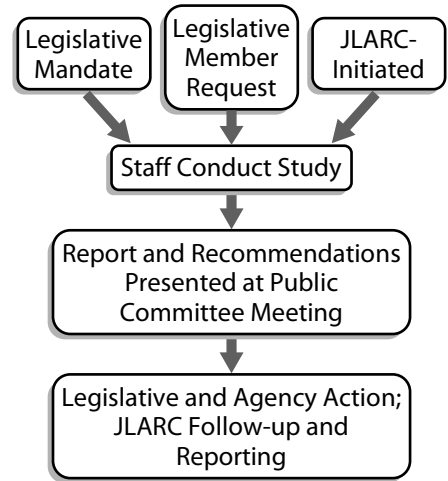 Legislative
Mandate
Legislative
Member
Request
JLARC-
Initiated
Staff Conduct Study
Report and Recommendations
Presented at Public
Committee Meeting
Legislative and Agency Action;
JLARC Follow-up and
Reporting